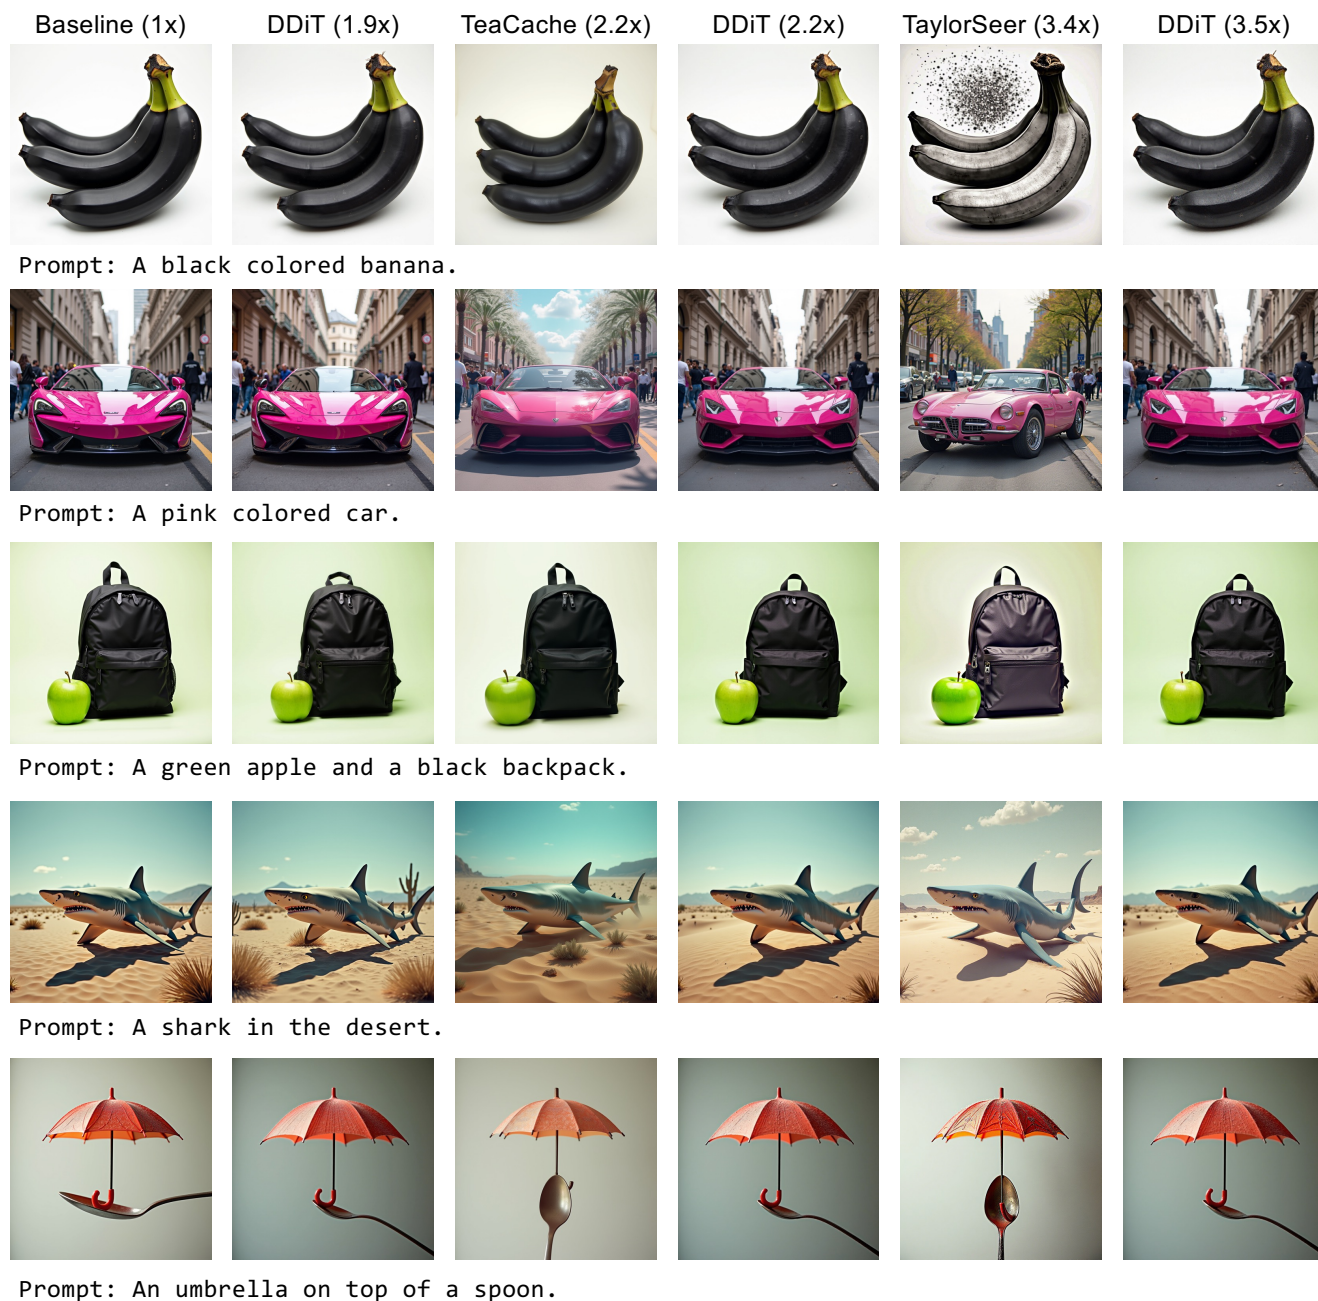 Baseline (1x) DDiT (1.9x) TeaCache (2.2x) DDiT (2.2x) TaylorSeer (3.4x) DDiT (3.5x)
Prompt: A black colored banana.
Prompt: A pink colored car.
Prompt: A green apple and a black backpack.
Prompt: A shark in the desert.
Prompt: An umbrella on top of a spoon.